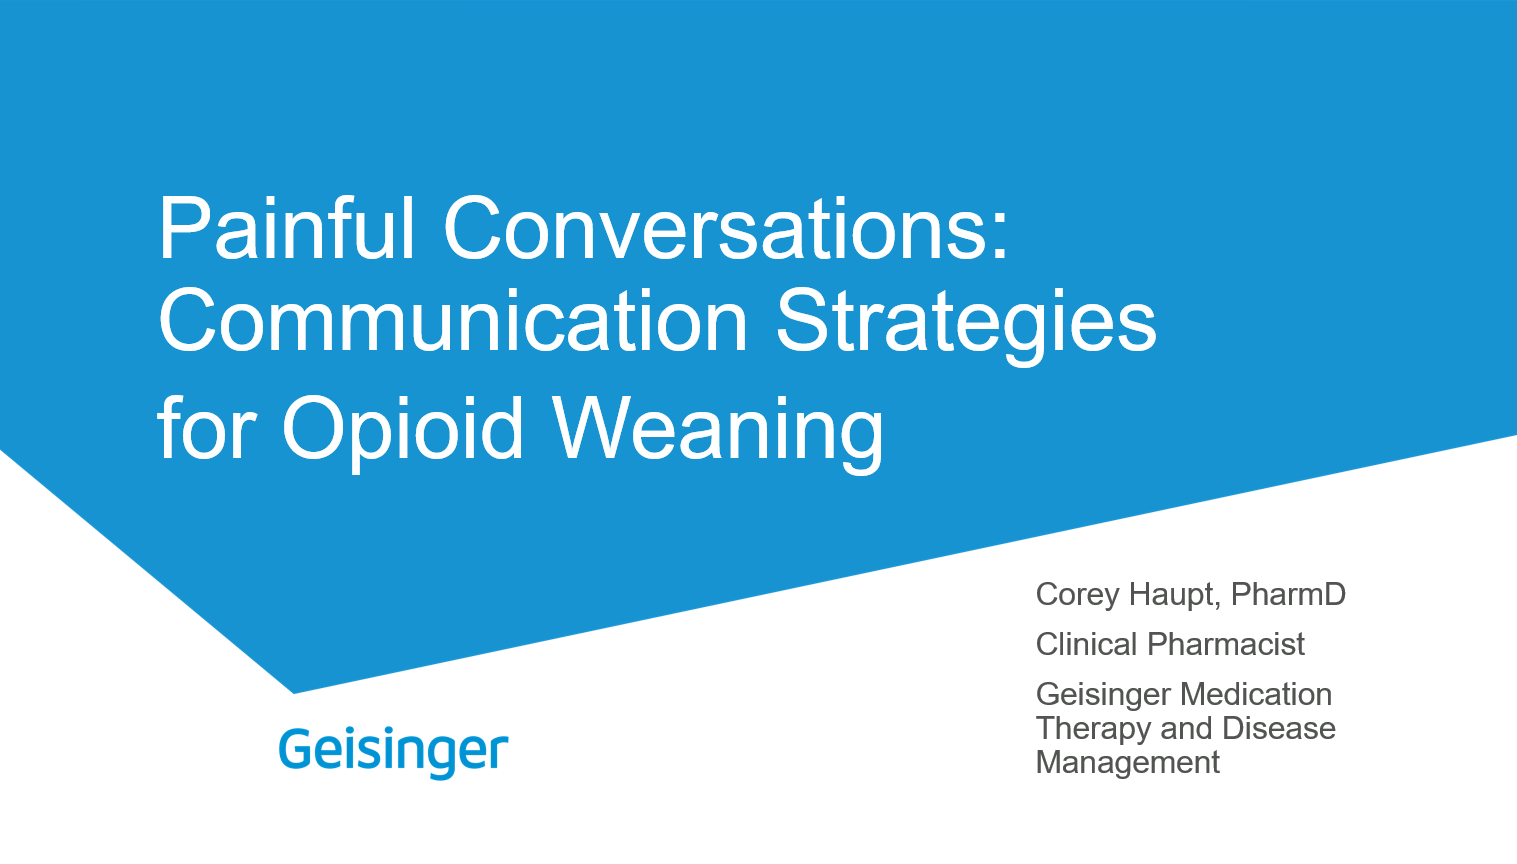 Painful Conversations:
Communication Strategies
for Opioid Weaning
Corey Haupt, PharmD
Clinical Pharmacist
Geisinger Medication
Therapy and Disease
Management
Geisinger